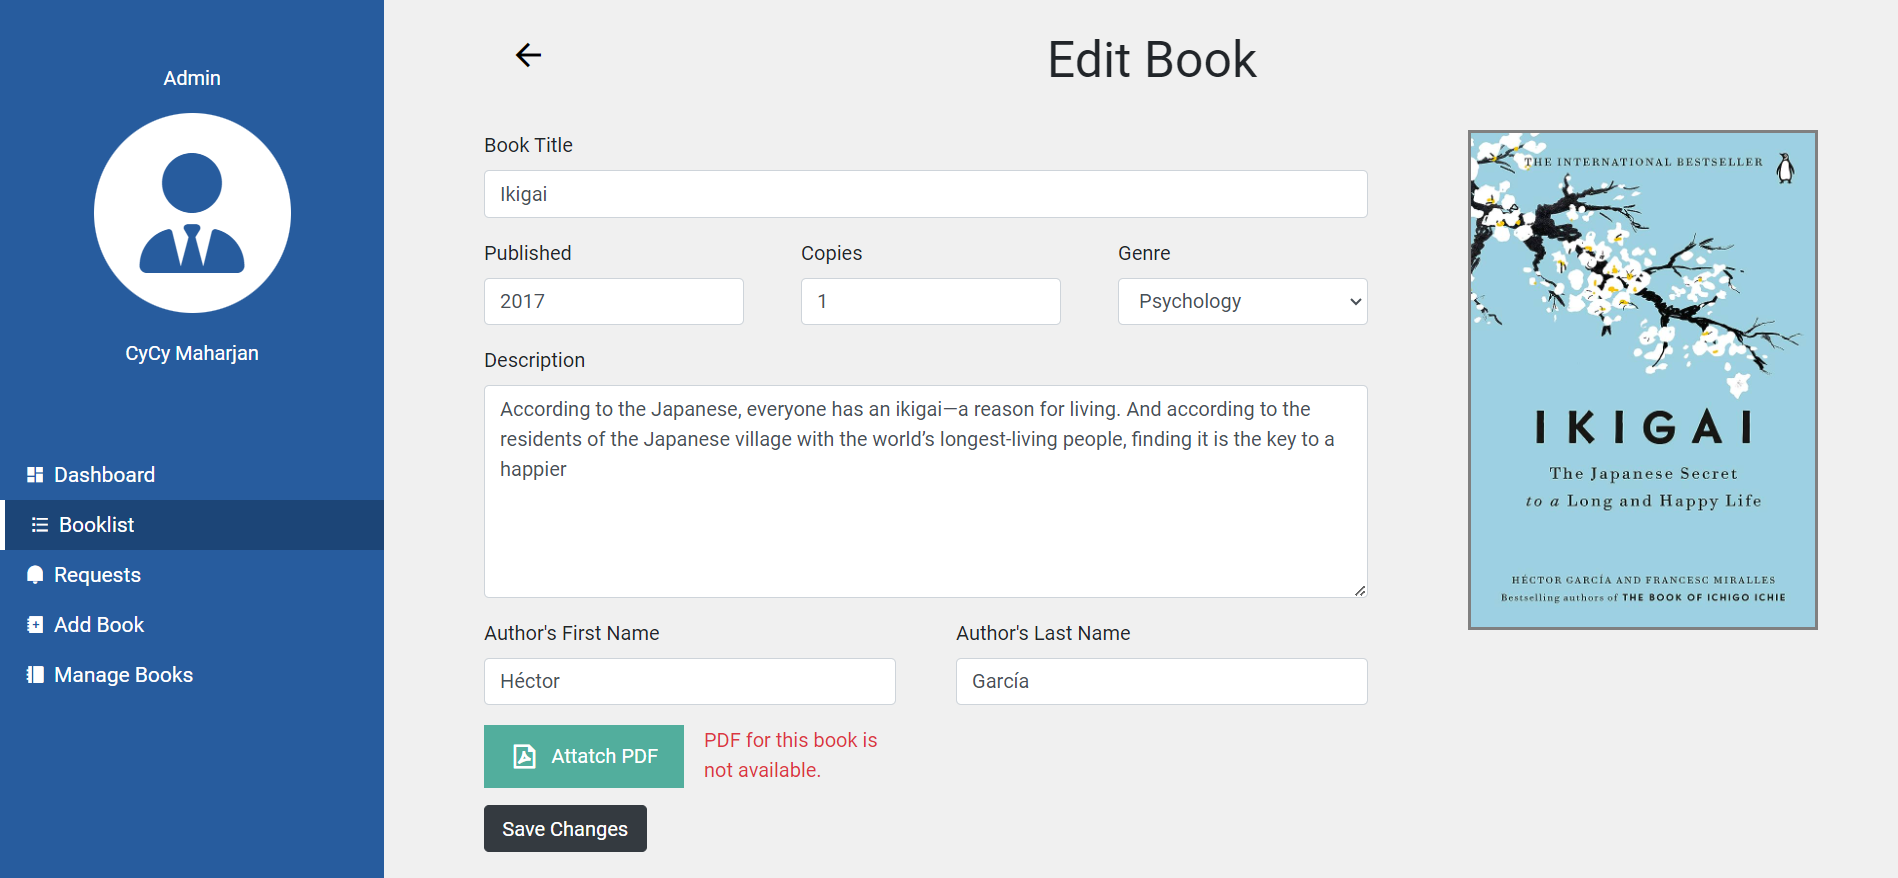 Admin
CyCy Maharjan
Dashboard
Booklist
Requests
Add Book
Manage Books
Edit Book
Book Title
Ikigai
Published
Copies
Genre
2017
1
Psychology
Description
According to the Japanese, everyone has an ikigai—a reason for living. And according to the
residents of the Japanese village with the world’s longest-living people, finding it is the key to a
happier
Author's First Name
Author's Last Name
Héctor
García
Attatch PDF
PDF for this book is
not available.
Save Changes
THE INTERNATIONAL BESTSELLER
IKIGAI
The Japanese Secret
to a Long and Happy Life
HÉCTOR GARCÍA AND FRANCESC MIRALLES
Bestselling authors of THE BOOK OF ICHIGO ICHIE